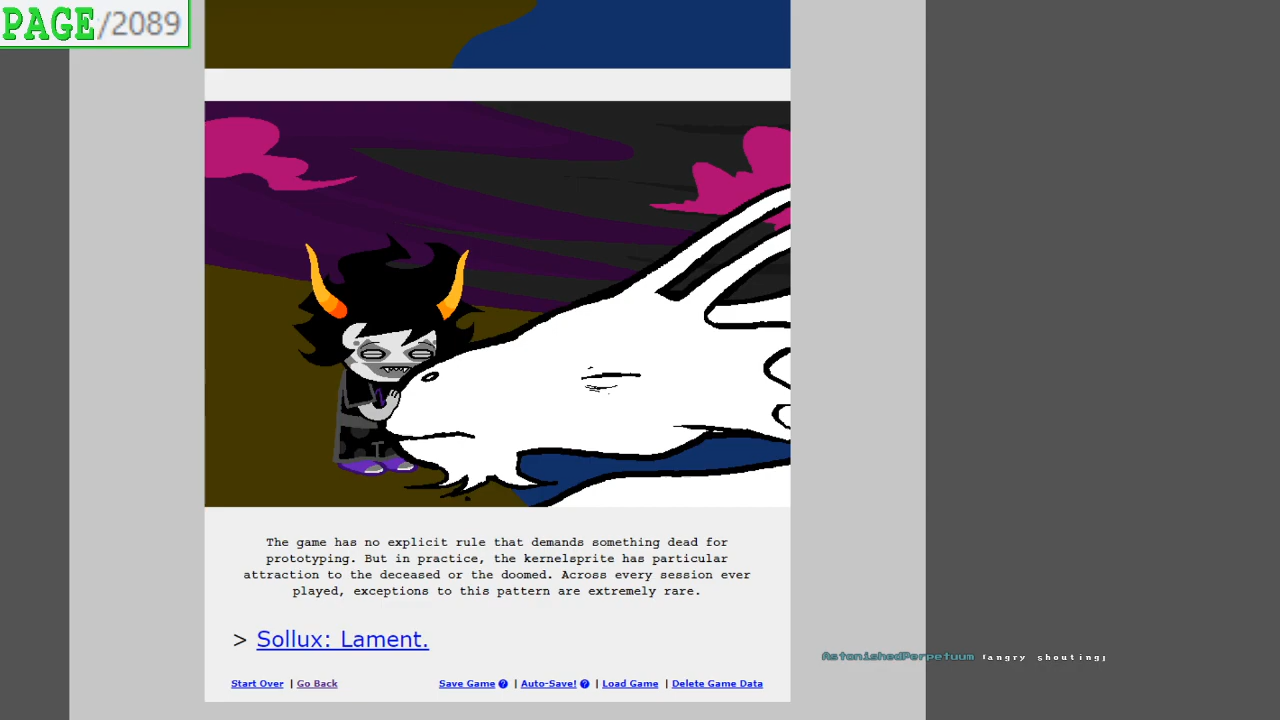 PAGE/2089
The game has no explicit rule that demands something dead for
prototyping. But in practice, the kernelsprite has particular
attraction to the deceased or the doomed. Across every session ever
played, exceptions to this pattern are extremely rare.
> Sollux: Lament.
Start Over | Go Back Save Game ? | Auto-Save! ? | Load Game | Delete Game Data
AstonishedPerpetuum (angry shouting)